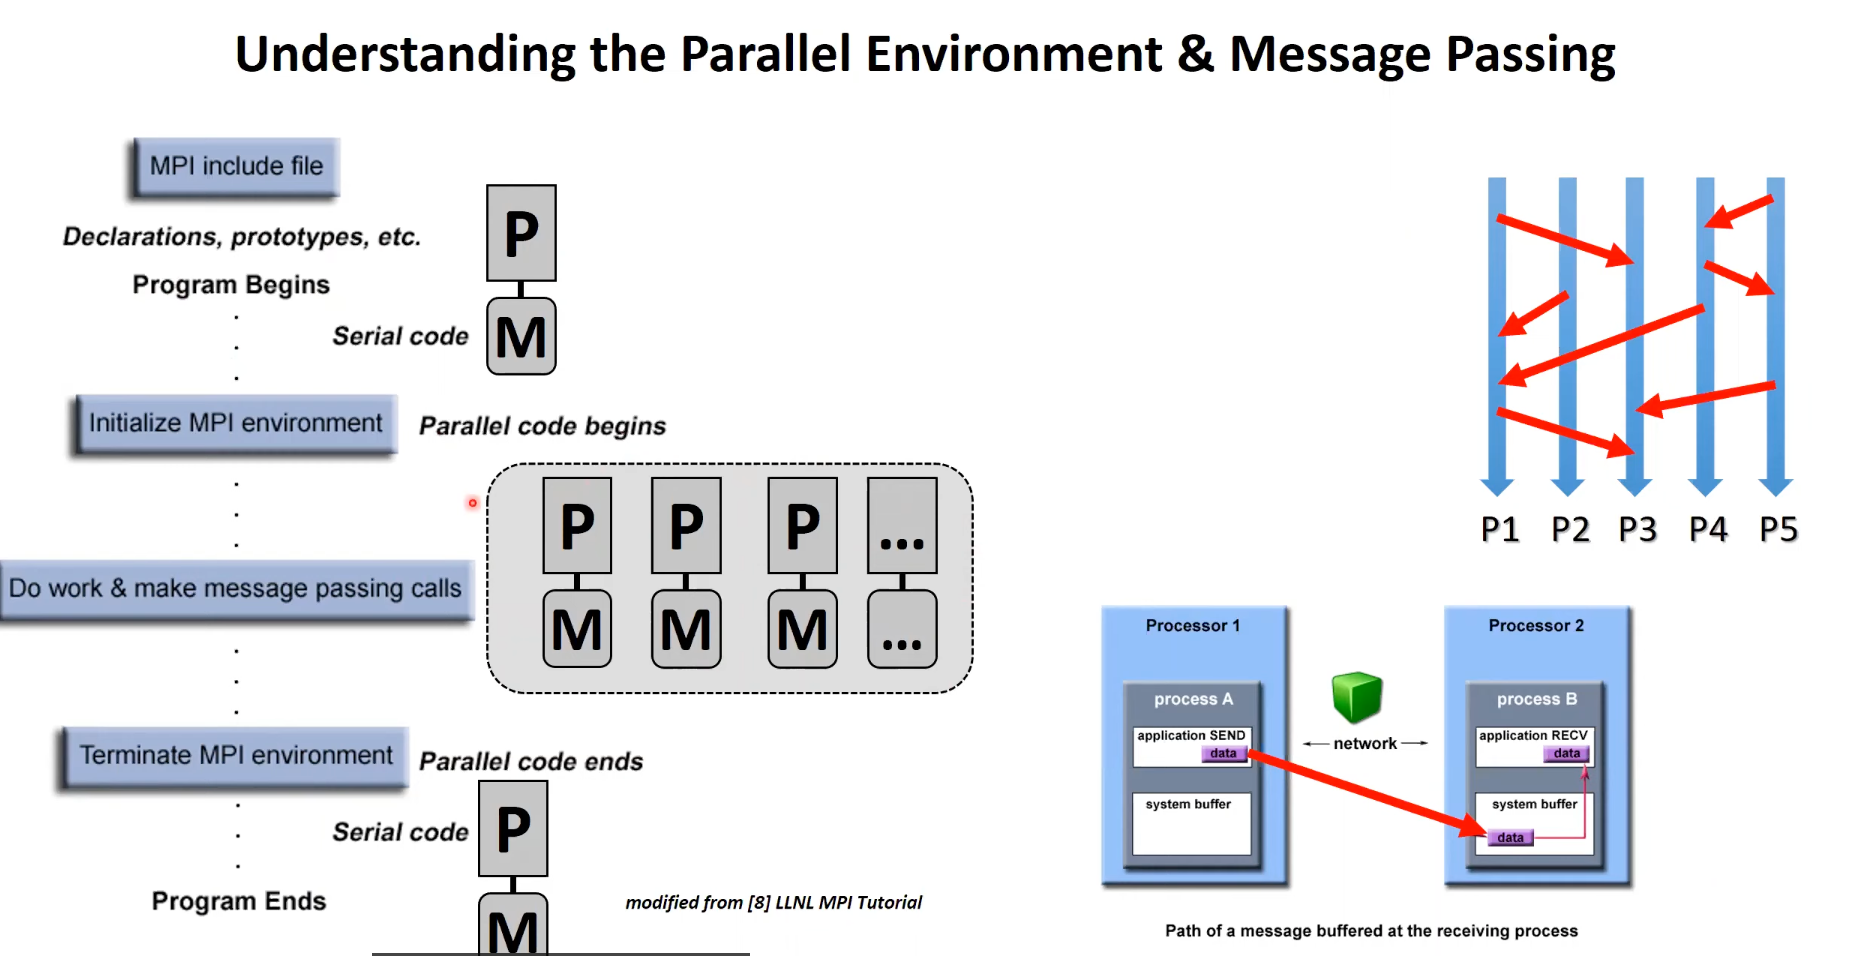 Understanding the Parallel Environment & Message Passing
MPI include file
Declarations, prototypes, etc.
Program Begins
Serial code
P
M
Initialize MPI environment
Parallel code begins
P P P ...
M M M ...
Do work & make message passing calls
Terminate MPI environment
Parallel code ends
Serial code
P
M
Program Ends
modified from [8] LLNL MPI Tutorial
P1 P2 P3 P4 P5
Processor 1
process A
application SEND
data
system buffer
network
Processor 2
process B
application RECV
data
system buffer
data
Path of a message buffered at the receiving process